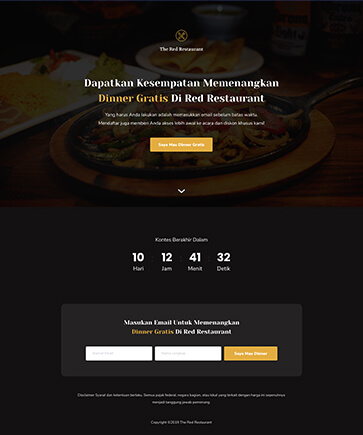 The Red Restaurant
Dapatkan Kesempatan Memenangkan
Dinner Gratis Di Red Restaurant
Yang harus Anda lakukan adalah memasukkan email sebelum batas waktu.
Mendaftar juga memberi Anda akses lebih awal ke acara dan diskon khusus kami!
Saya Mau Dinner Gratis
Kontes Berakhir Dalam
10 12 41 32
Hari Jam Menit Detik
Masukan Email Untuk Memenangkan
Dinner Gratis Di Red Restaurant
Saya Mau Dinner
Disclaimer Syarat dan ketentuan berlaku. Semua pajak federal, negara bagian, atau lokal yang terkait dengan harga ini sepenuhnya
menjadi tanggung jawab pemenang
Copyright ©2023 The Red Restaurant